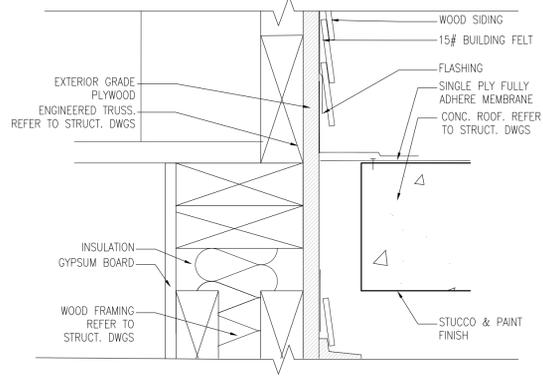 WOOD SIDING
15# BUILDING FELT
FLASHING
SINGLE PLY FULLY
ADHERE MEMBRANE
CONC. ROOF. REFER
TO STRUCT. DWGS
EXTERIOR GRADE
PLYWOOD
ENGINEERED TRUSS.
REFER TO STRUCT. DWGS
INSULATION
GYPSUM BOARD
WOOD FRAMING
REFER TO
STRUCT. DWGS
STUCCO & PAINT
FINISH